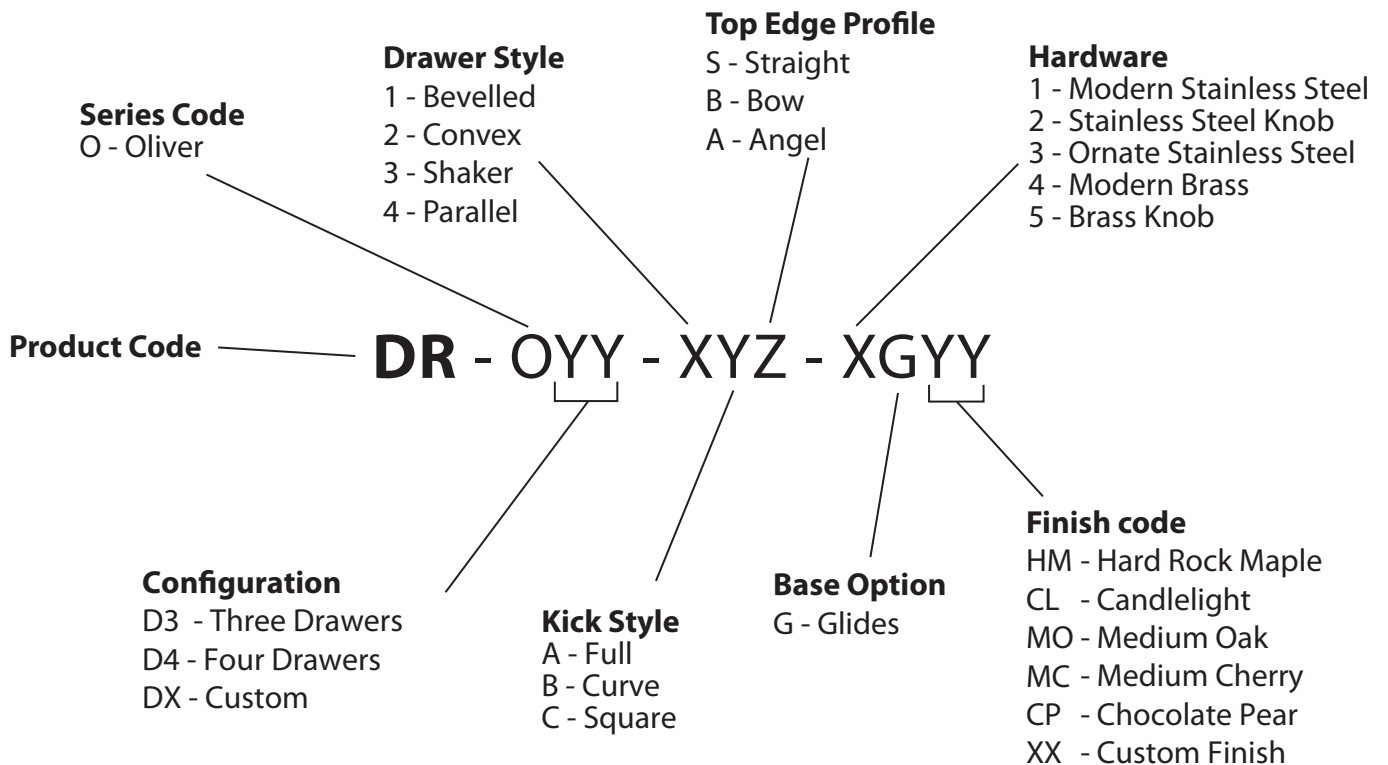 Top Edge Profile
S - Straight
B - Bow
A - Angel
Drawer Style
1 - Bevelled
2 - Convex
3 - Shaker
4 - Parallel
Hardware
1 - Modern Stainless Steel
2 - Stainless Steel Knob
3 - Ornate Stainless Steel
4 - Modern Brass
5 - Brass Knob
Series Code
O - Oliver
Product Code
DR - OYY - XYZ - XGYY
Configuration
D3 - Three Drawers
D4 - Four Drawers
DX - Custom
Kick Style
A - Full
B - Curve
C - Square
Base Option
G - Glides
Finish code
HM - Hard Rock Maple
CL - Candlelight
MO - Medium Oak
MC - Medium Cherry
CP - Chocolate Pear
XX - Custom Finish